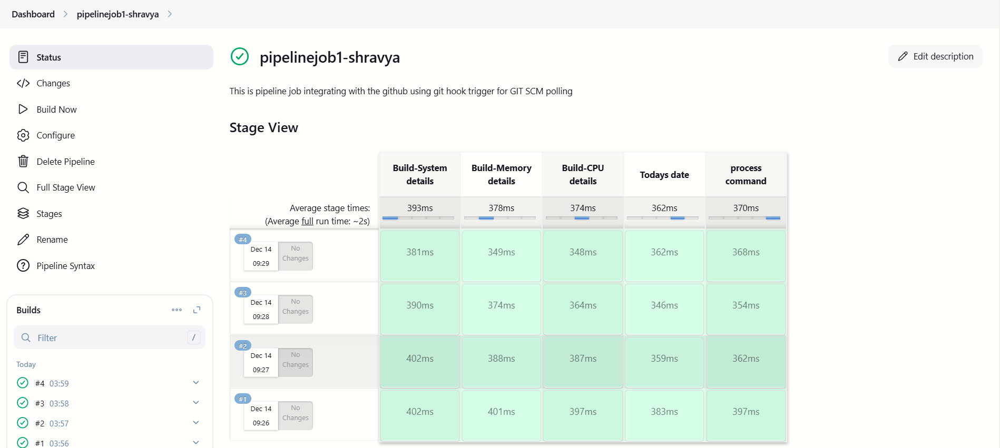 Dashboard
pipelinejob1-shravya
Status
Changes
Build Now
Configure
Delete Pipeline
Full Stage View
Stages
Rename
Pipeline Syntax
Builds
Filter
/
Today
#4 03:59
#3 03:58
#2 03:57
#1 03:56
pipelinejob1-shravya
Edit description
This is pipeline job integrating with the github using git hook trigger for GIT SCM polling
Stage View
Build-System
details
Build-Memory
details
Build-CPU
details
Todays date
process
command
Average stage times:
(Average full run time: ~2s)
393ms
378ms
374ms
362ms
370ms
#4
Dec 14
09:29
No
Changes
381ms
349ms
348ms
362ms
368ms
#3
Dec 14
09:28
No
Changes
390ms
374ms
364ms
346ms
354ms
#2
Dec 14
09:27
No
Changes
402ms
388ms
387ms
359ms
362ms
#1
Dec 14
09:26
No
Changes
402ms
401ms
397ms
383ms
397ms